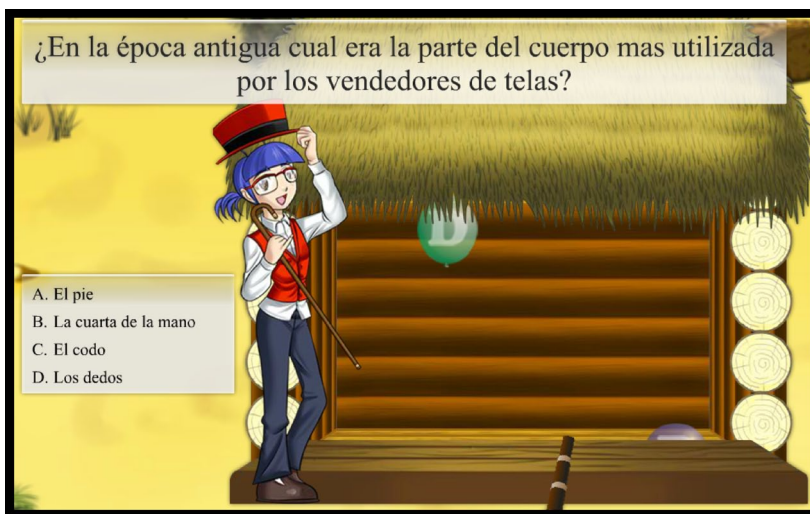 ¿En la época antigua cual era la parte del cuerpo mas utilizada
por los vendedores de telas?
D
A. El pie
B. La cuarta de la mano
C. El codo
D. Los dedos